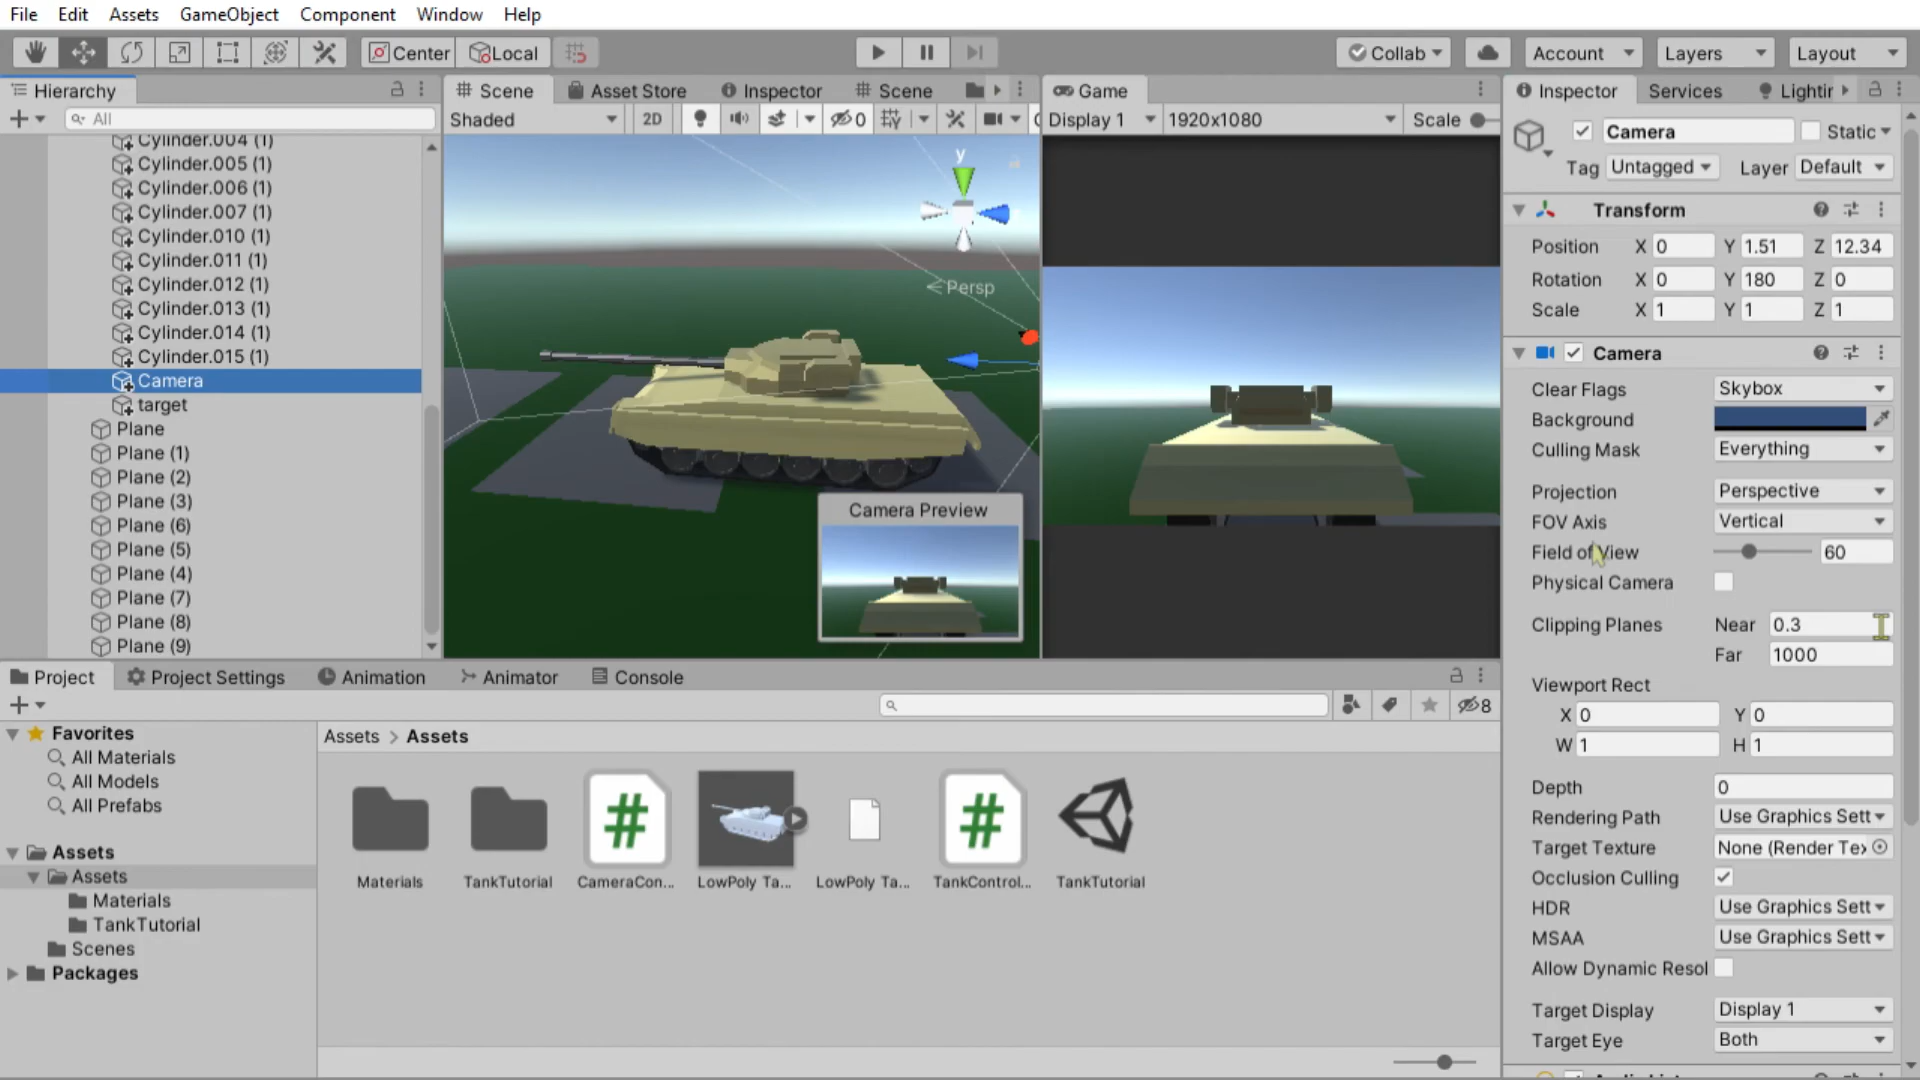 File Edit Assets GameObject Component Window Help
Center Local Collab Account Layers Layout
Hierarchy
All
Cylinder.004 (1)
Cylinder.005 (1)
Cylinder.006 (1)
Cylinder.007 (1)
Cylinder.010 (1)
Cylinder.011 (1)
Cylinder.012 (1)
Cylinder.013 (1)
Cylinder.014 (1)
Cylinder.015 (1)
Camera
target
Plane
Plane (1)
Plane (2)
Plane (3)
Plane (6)
Plane (5)
Plane (4)
Plane (7)
Plane (8)
Plane (9)
Scene Asset Store Inspector Scene
Shaded 2D 0
y
Persp
Camera Preview
Game
Display 1 1920x1080 Scale
Inspector Services Lightin
Camera Static
Tag Untagged Layer Default
Transform
Position X 0 Y 1.51 Z 12.34
Rotation X 0 Y 180 Z 0
Scale X 1 Y 1 Z 1
Camera
Clear Flags Skybox
Background
Culling Mask Everything
Projection Perspective
FOV Axis Vertical
Field of View 60
Physical Camera
Clipping Planes Near 0.3
Far 1000
Viewport Rect
X 0 Y 0
W 1 H 1
Depth 0
Rendering Path Use Graphics Sett
Target Texture None (Render Tex
Occlusion Culling
HDR Use Graphics Sett
MSAA Use Graphics Sett
Allow Dynamic Resol
Target Display Display 1
Target Eye Both
Project Project Settings Animation Animator Console
8
Favorites
All Materials
All Models
All Prefabs
Assets
Assets
Materials
TankTutorial
Scenes
Packages
Assets > Assets
Materials TankTutorial CameraCon... LowPoly Ta... LowPoly Ta... TankControl... TankTutorial